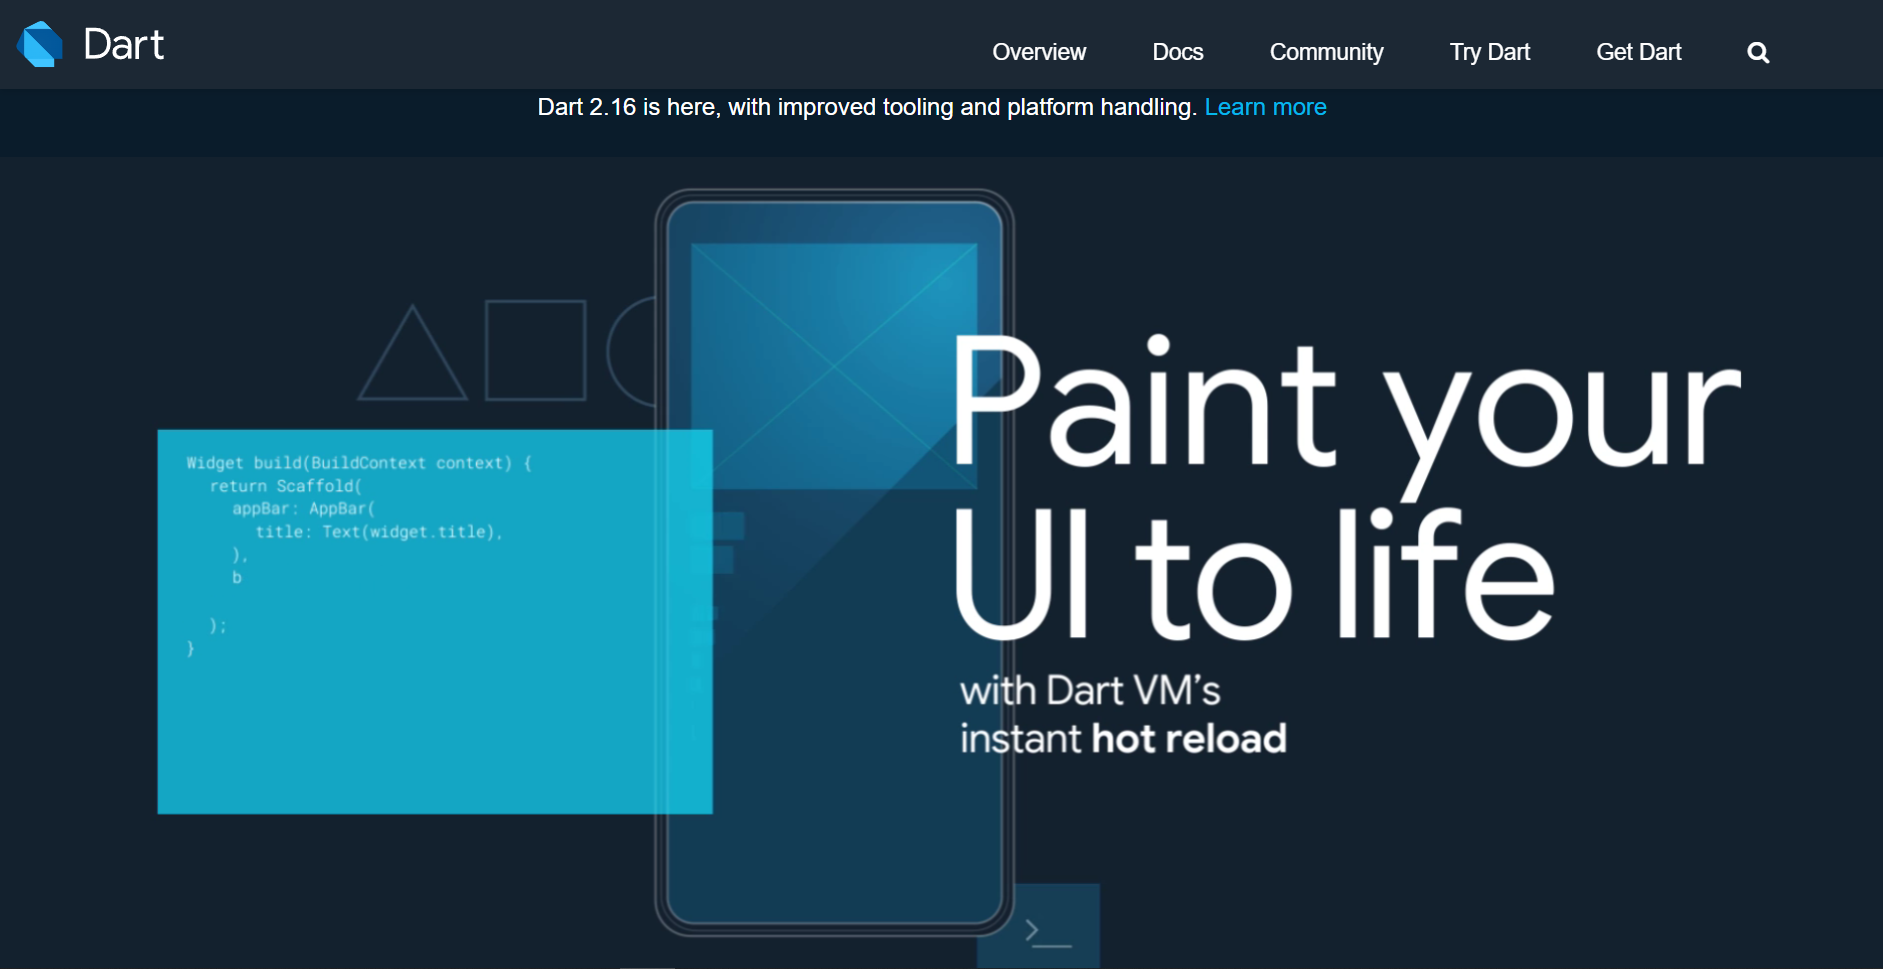 Dart
Overview Docs Community Try Dart Get Dart
Dart 2.16 is here, with improved tooling and platform handling. Learn more
Widget build(BuildContext context) {
return Scaffold(
appBar: AppBar(
title: Text(widget.title),
),
b
);
}
Paint your
UI to life
with Dart VM’s
instant hot reload
>_